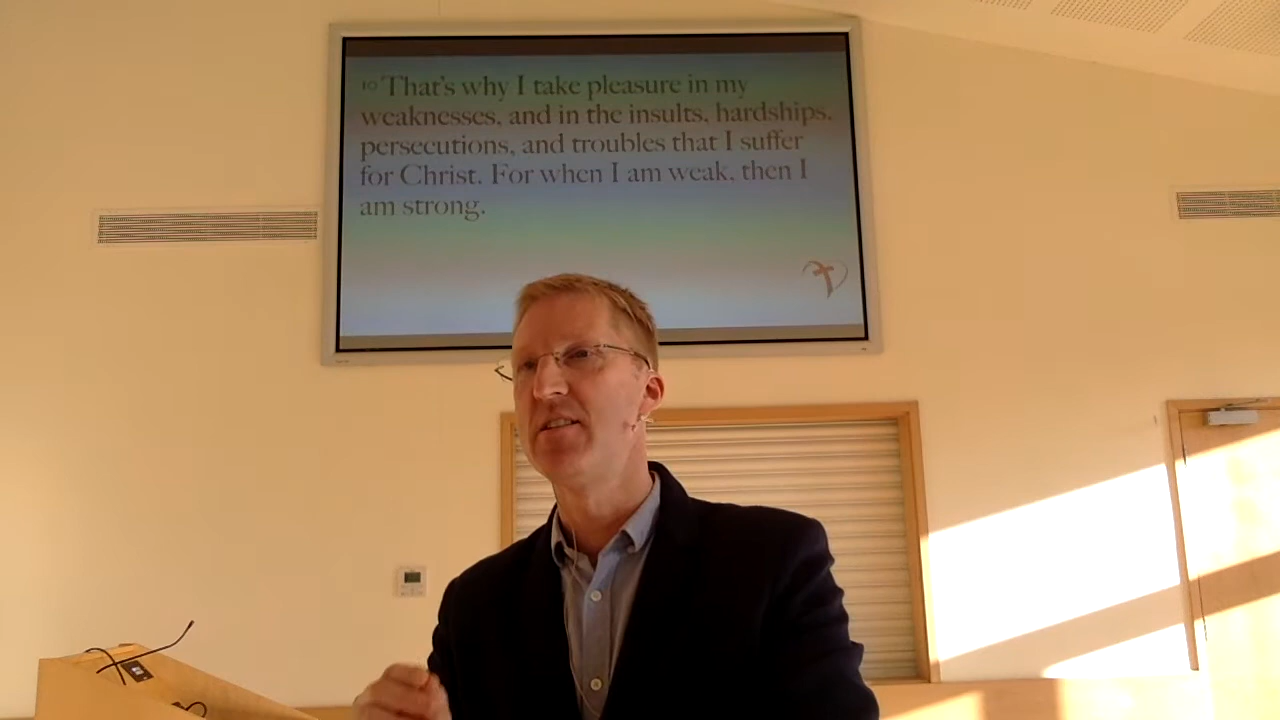 10 That's why I take pleasure in my
weaknesses, and in the insults, hardships,
persecutions, and troubles that I suffer
for Christ. For when I am weak, then I
am strong.